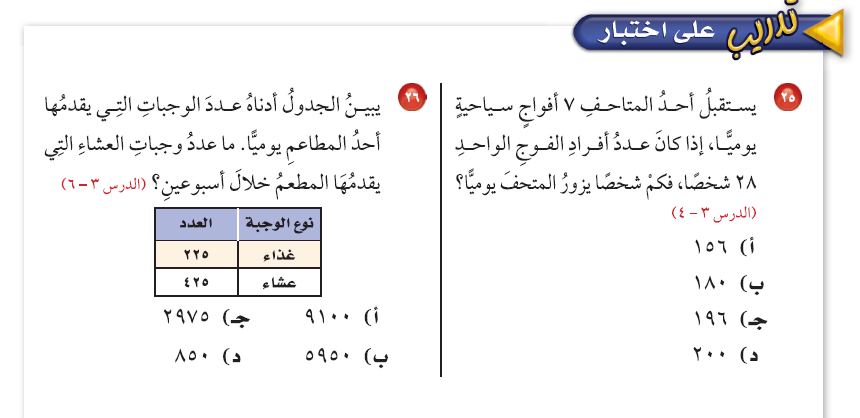 تدريب على اختبار
٢٥ يستقبلُ أحدُ المتاحفِ ٧ أفواجٍ سياحيةٍ
يوميًّا، إذا كانَ عددُ أفرادِ الفوجِ الواحدِ
٢٨ شخصًا، فكمْ شخصًا يزورُ المتحفَ يوميًّا؟
(الدرس ٣ – ٤)
أ) ١٥٦
ب) ١٨٠
جـ) ١٩٦
د) ٢٠٠
٢٦ يبينُ الجدولُ أدناهُ عددَ الوجباتِ التِي يقدمُها
أحدُ المطاعمِ يوميًّا. ما عددُ وجباتِ العشاءِ التِي
يقدمُهَا المطعمُ خلالَ أسبوعينِ؟ (الدرس ٣ – ٦)
نوع الوجبة العدد
غذاء ٢٢٥
عشاء ٤٢٥
أ) ٩١٠٠ جـ) ٢٩٧٥
ب) ٥٩٥٠ د) ٨٥٠